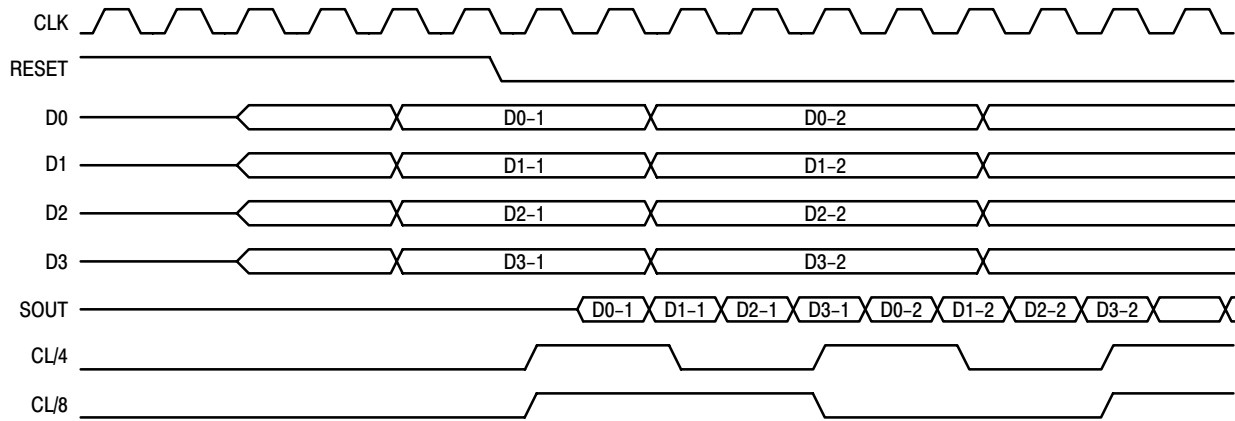 CLK
RESET
D0 D0–1 D0–2
D1 D1–1 D1–2
D2 D2–1 D2–2
D3 D3–1 D3–2
SOUT D0–1 D1–1 D2–1 D3–1 D0–2 D1–2 D2–2 D3–2
CL/4
CL/8